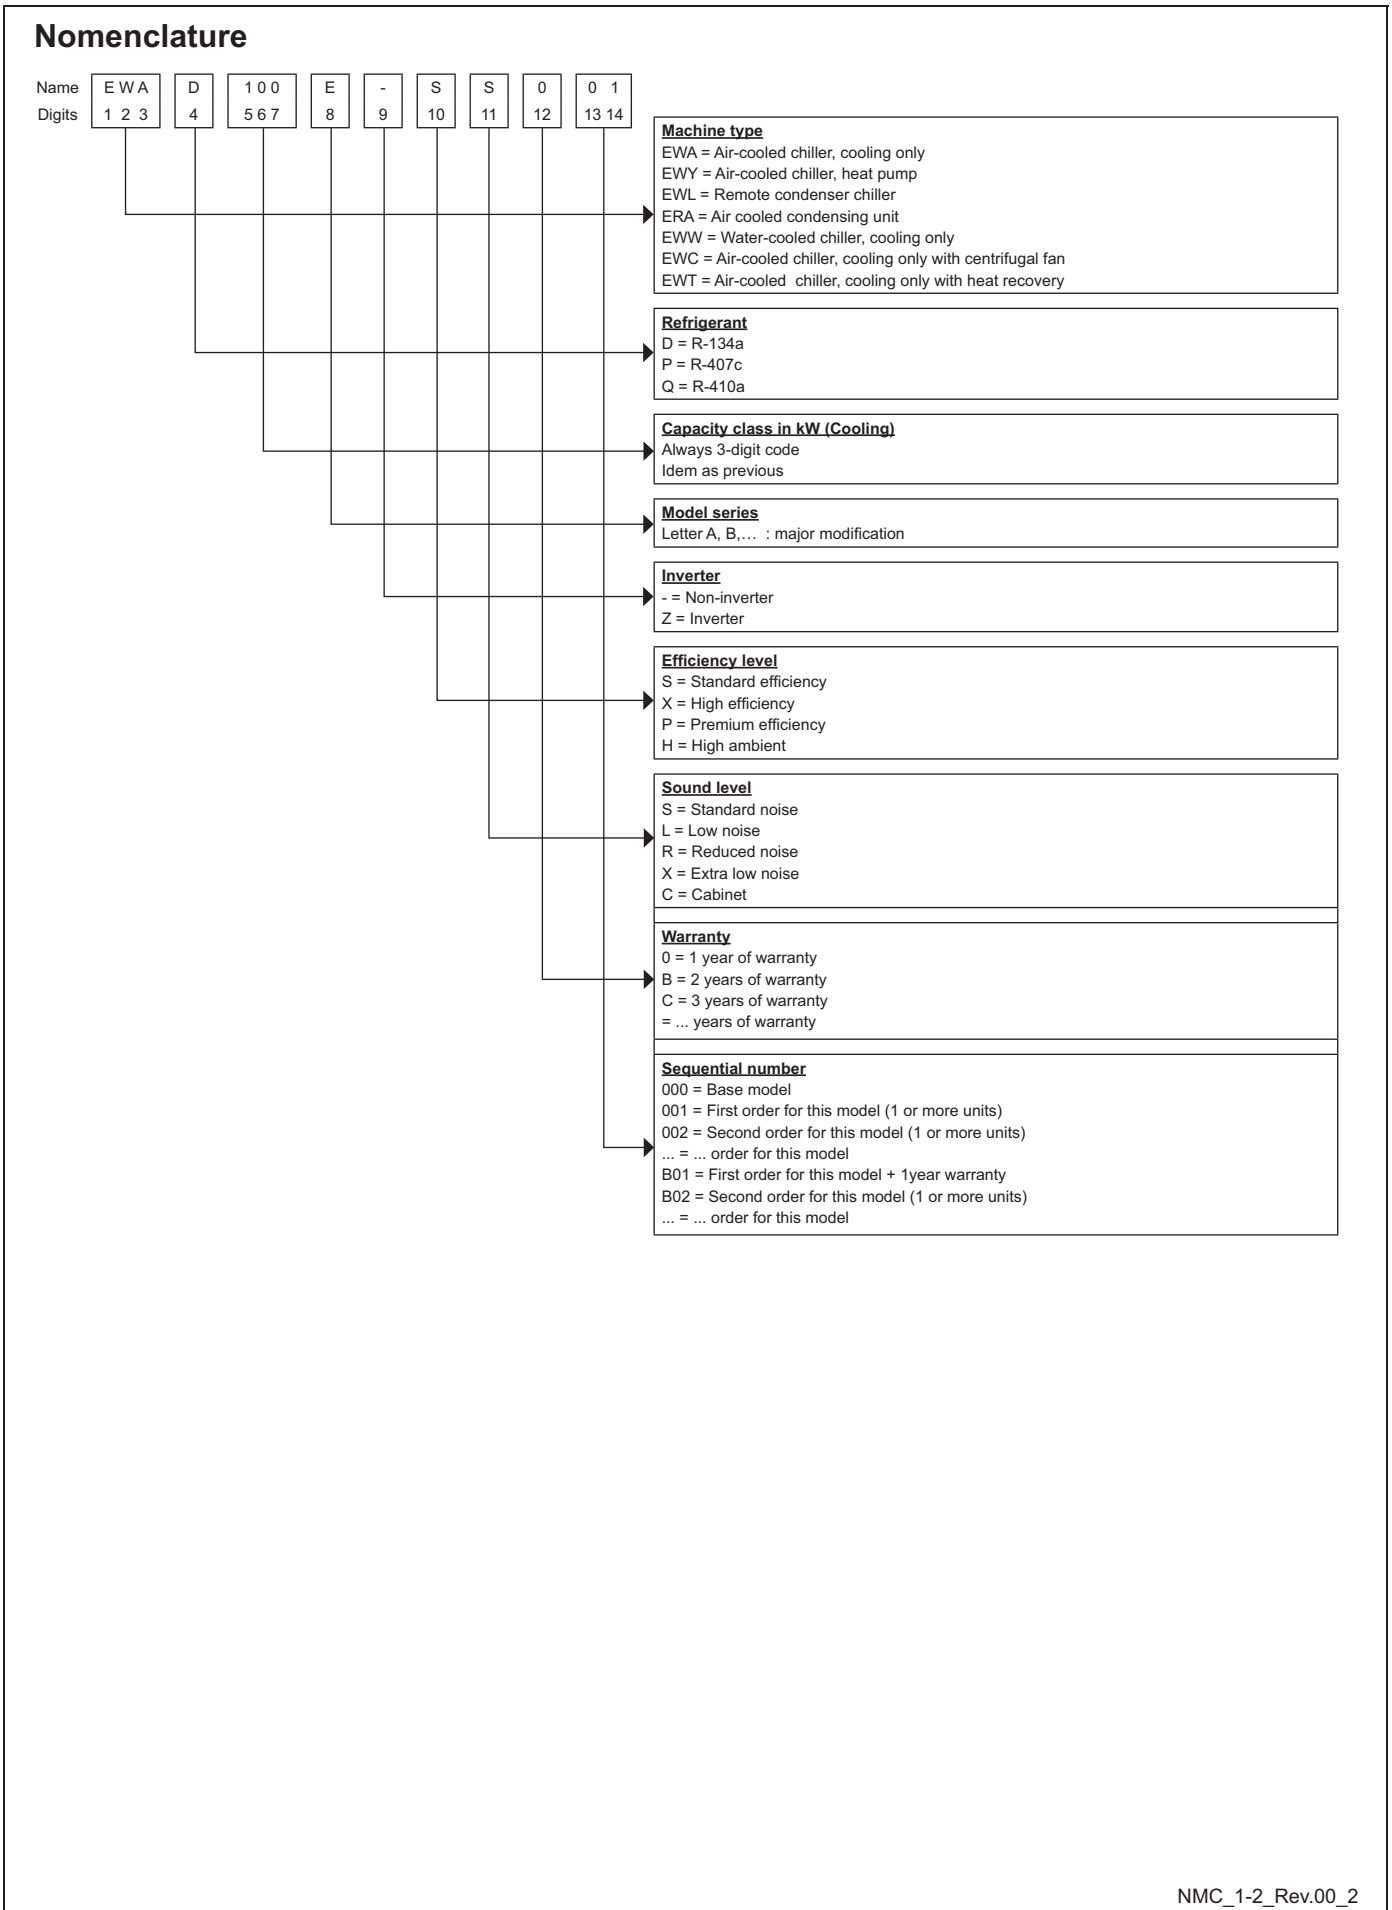 Nomenclature
Name E W A D 1 0 0 E - S S 0 0 1
Digits 1 2 3 4 5 6 7 8 9 10 11 12 13 14
Machine type
EWA = Air-cooled chiller, cooling only
EWY = Air-cooled chiller, heat pump
EWL = Remote condenser chiller
ERA = Air cooled condensing unit
EWW = Water-cooled chiller, cooling only
EWC = Air-cooled chiller, cooling only with centrifugal fan
EWT = Air-cooled chiller, cooling only with heat recovery
Refrigerant
D = R-134a
P = R-407c
Q = R-410a
Capacity class in kW (Cooling)
Always 3-digit code
Idem as previous
Model series
Letter A, B,... : major modification
Inverter
- = Non-inverter
Z = Inverter
Efficiency level
S = Standard efficiency
X = High efficiency
P = Premium efficiency
H = High ambient
Sound level
S = Standard noise
L = Low noise
R = Reduced noise
X = Extra low noise
C = Cabinet
Warranty
0 = 1 year of warranty
B = 2 years of warranty
C = 3 years of warranty
= ... years of warranty
Sequential number
000 = Base model
001 = First order for this model (1 or more units)
002 = Second order for this model (1 or more units)
... = ... order for this model
B01 = First order for this model + 1year warranty
B02 = Second order for this model (1 or more units)
... = ... order for this model
NMC_1-2_Rev.00_2